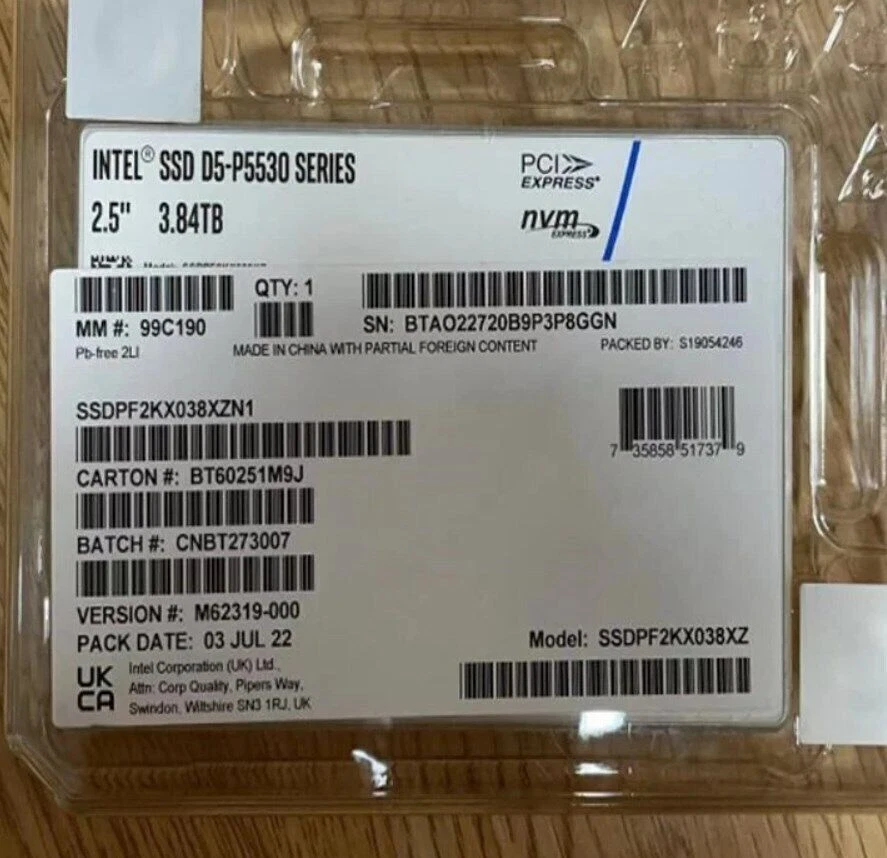 INTEL® SSD D5-P5530 SERIES
2.5" 3.84TB
PCI
EXPRESS®
nvm
EXPRESS
QTY: 1
MM #: 99C190
SN: BTAO22720B9P3P8GGN
Pb-free 2LI
MADE IN CHINA WITH PARTIAL FOREIGN CONTENT
PACKED BY: S19054246
SSDPF2KX038XZN1
7 35858 51737 9
CARTON #: BT60251M9J
BATCH #: CNBT273007
VERSION #: M62319-000
PACK DATE: 03 JUL 22
Model: SSDPF2KX038XZ
UK
CA
Intel Corporation (UK) Ltd.,
Attn: Corp Quality, Pipers Way,
Swindon, Wiltshire SN3 1RJ, UK